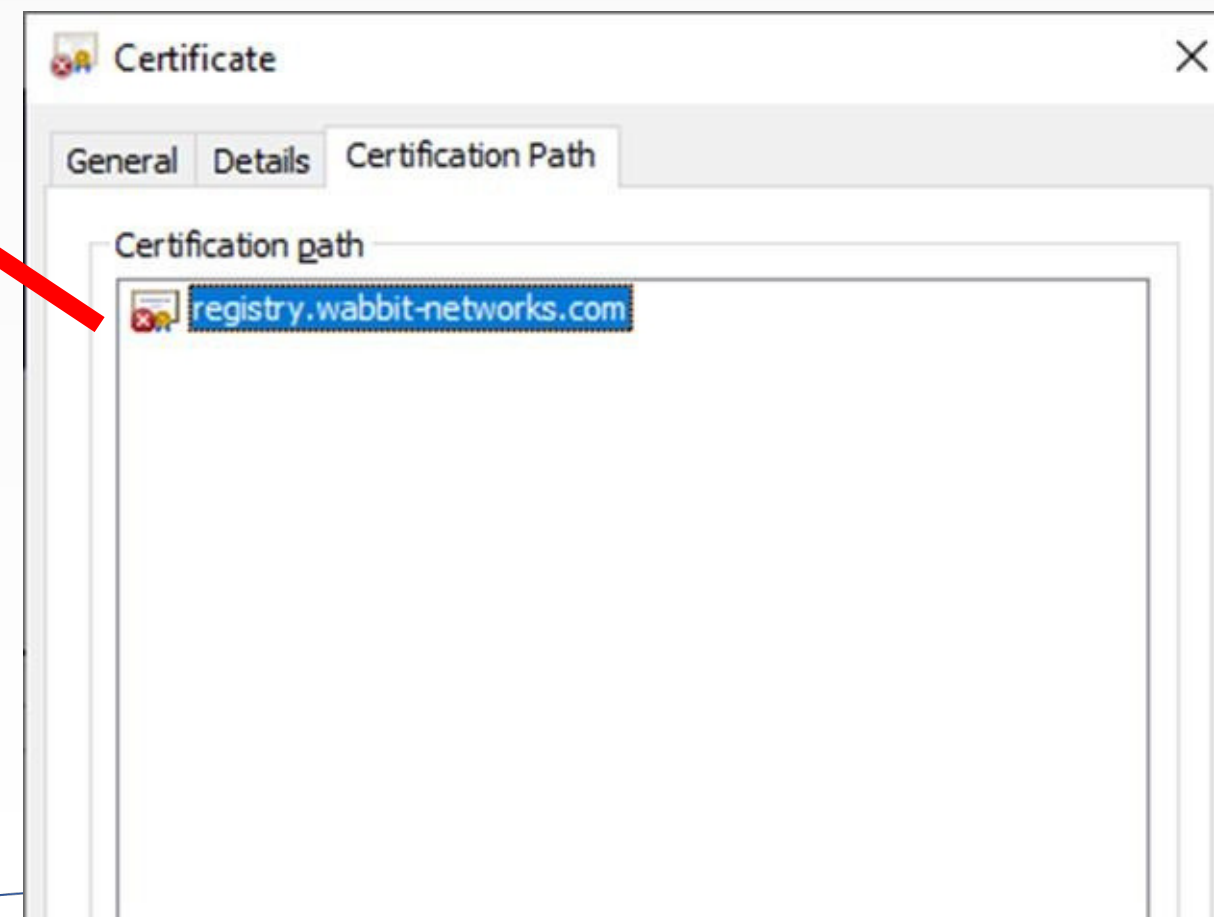 Certificate
General Details Certification Path
Certification path
registry.wabbit-networks.com